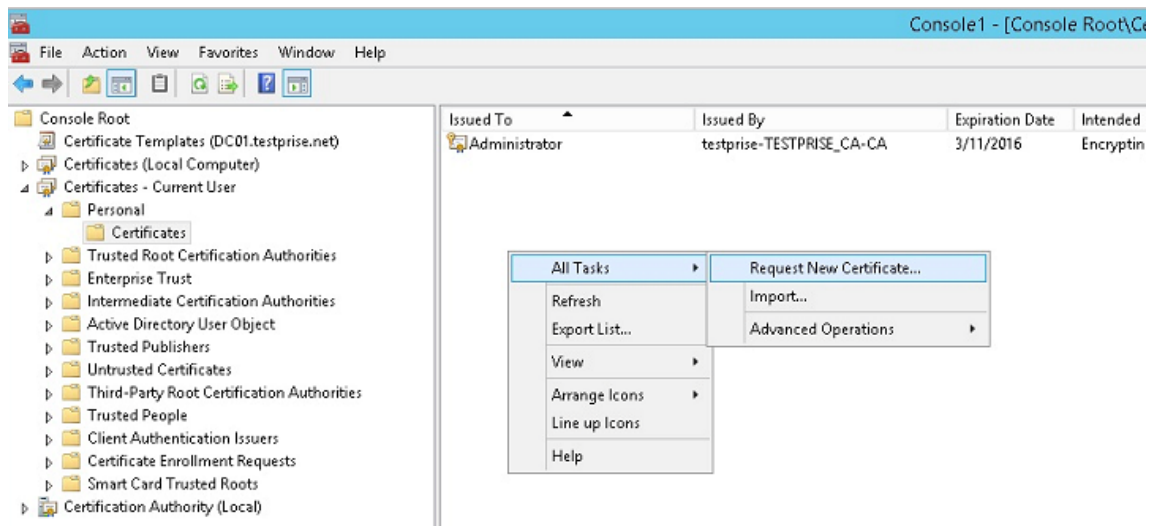 Console1 - [Console Root\Ce
File Action View Favorites Window Help
Console Root
Certificate Templates (DC01.testprise.net)
Certificates (Local Computer)
Certificates - Current User
Personal
Certificates
Trusted Root Certification Authorities
Enterprise Trust
Intermediate Certification Authorities
Active Directory User Object
Trusted Publishers
Untrusted Certificates
Third-Party Root Certification Authorities
Trusted People
Client Authentication Issuers
Certificate Enrollment Requests
Smart Card Trusted Roots
Certification Authority (Local)
Issued To Issued By Expiration Date Intended
Administrator testprise-TESTPRISE_CA-CA 3/11/2016 Encryptin
All Tasks
Refresh
Export List...
View
Arrange Icons
Line up Icons
Help
Request New Certificate...
Import...
Advanced Operations